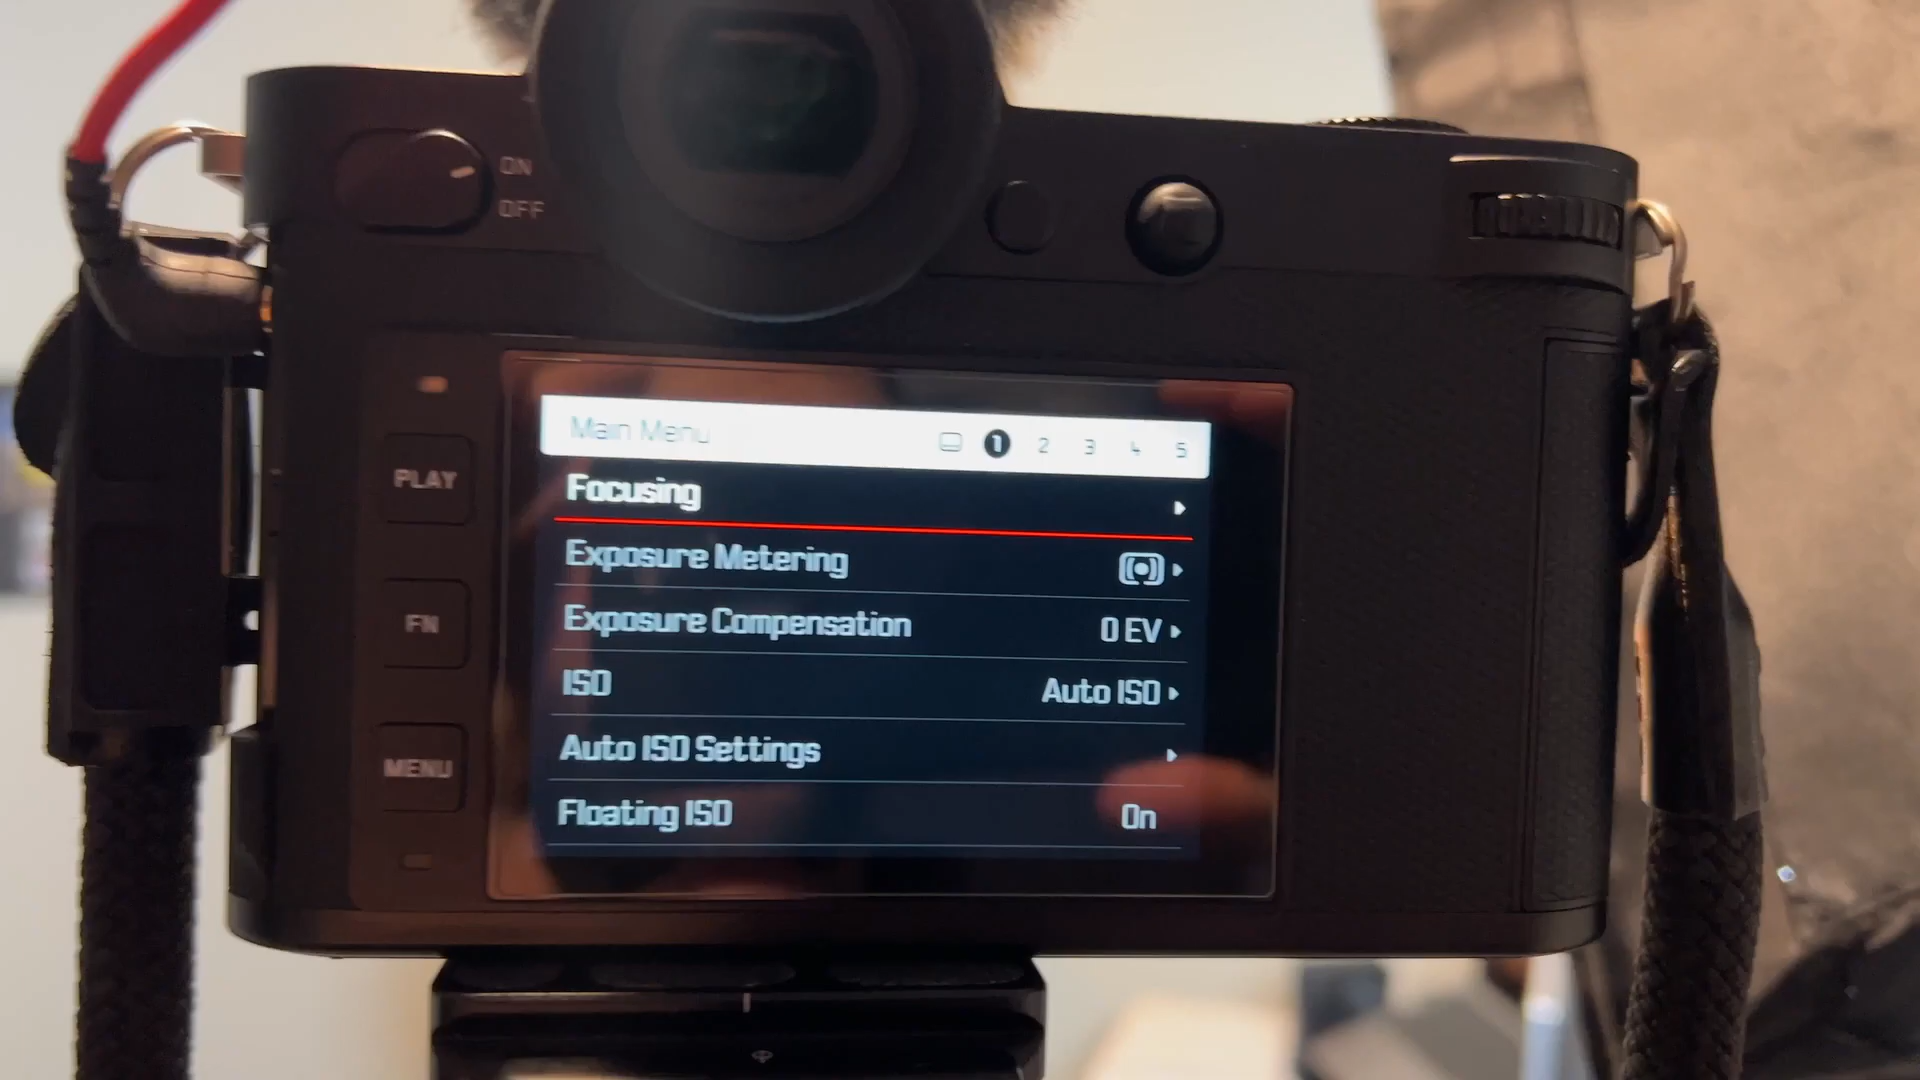 ON
OFF
PLAY
FN
MENU
Main Menu 1 2 3 4 5
Focusing
Exposure Metering
Exposure Compensation 0 EV
ISO Auto ISO
Auto ISO Settings
Floating ISO On